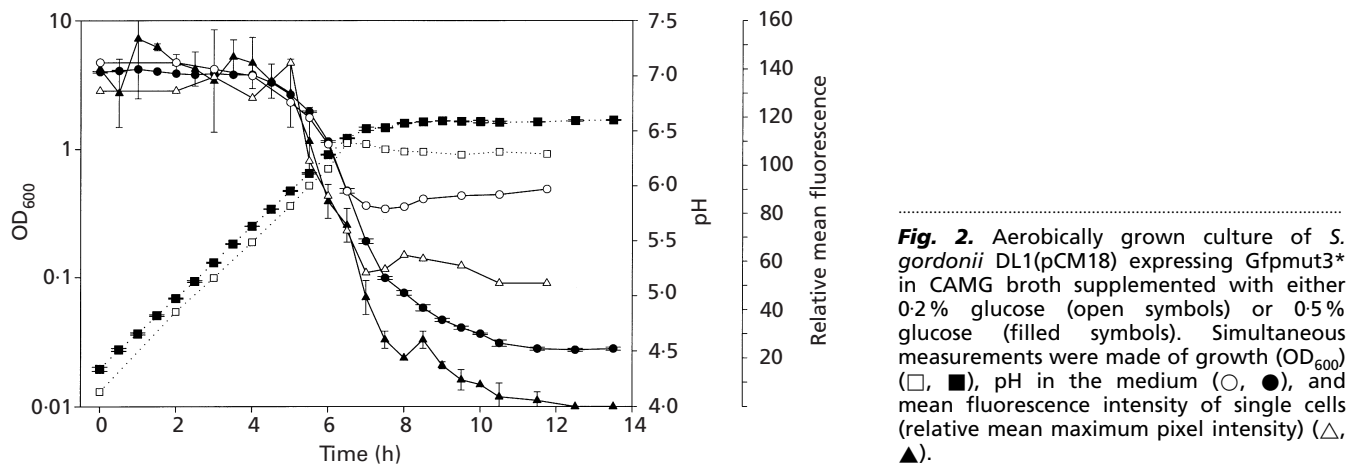 10
1
0·1
0·01
OD600
0
2
4
6
8
10
12
14
Time (h)
7·5
7·0
6·5
6·0
5·5
5·0
4·5
4·0
pH
160
140
120
100
80
60
40
20
Relative mean fluorescence
Fig. 2. Aerobically grown culture of S.
gordonii DL1(pCM18) expressing Gfpmut3*
in CAMG broth supplemented with either
0·2% glucose (open symbols) or 0·5%
glucose (filled symbols). Simultaneous
measurements were made of growth (OD600)
(□, ■), pH in the medium (○, ●), and
mean fluorescence intensity of single cells
(relative mean maximum pixel intensity) (△,
▲).